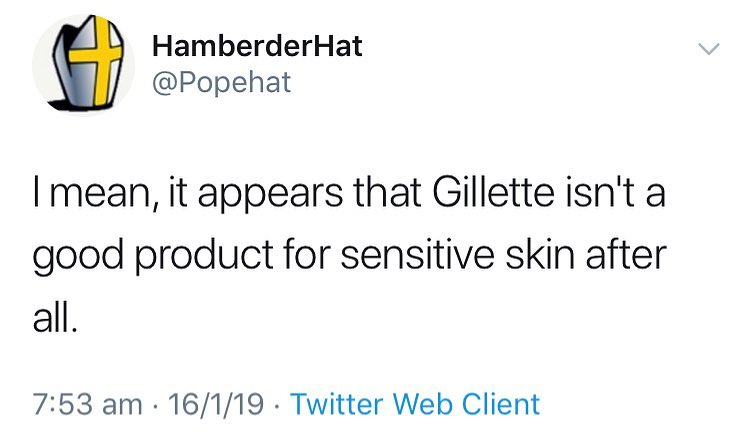 HamberderHat
@Popehat
I mean, it appears that Gillette isn't a
good product for sensitive skin after
all.
7:53 am · 16/1/19 · Twitter Web Client